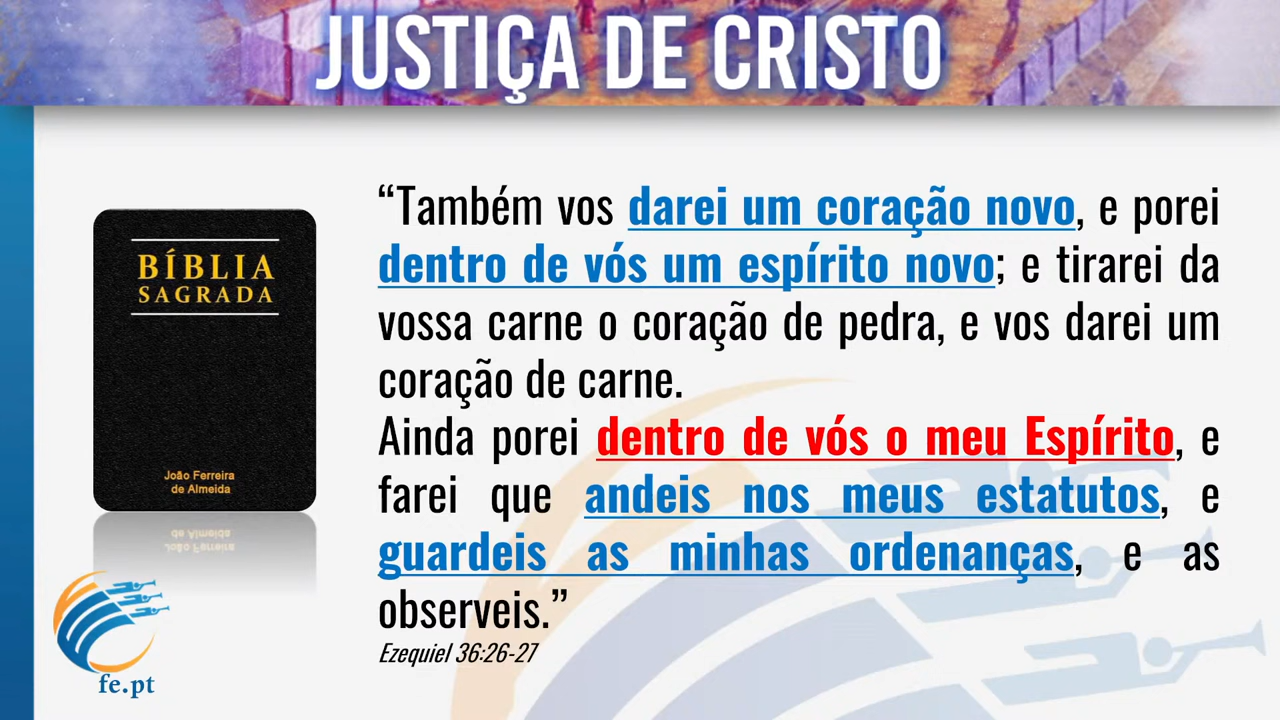 JUSTIÇA DE CRISTO
BÍBLIA
SAGRADA
João Ferreira
de Almeida
“Também vos darei um coração novo, e porei
dentro de vós um espírito novo; e tirarei da
vossa carne o coração de pedra, e vos darei um
coração de carne.
Ainda porei dentro de vós o meu Espírito, e
farei que andeis nos meus estatutos, e
guardeis as minhas ordenanças, e as
observeis.”
Ezequiel 36:26-27
fe.pt